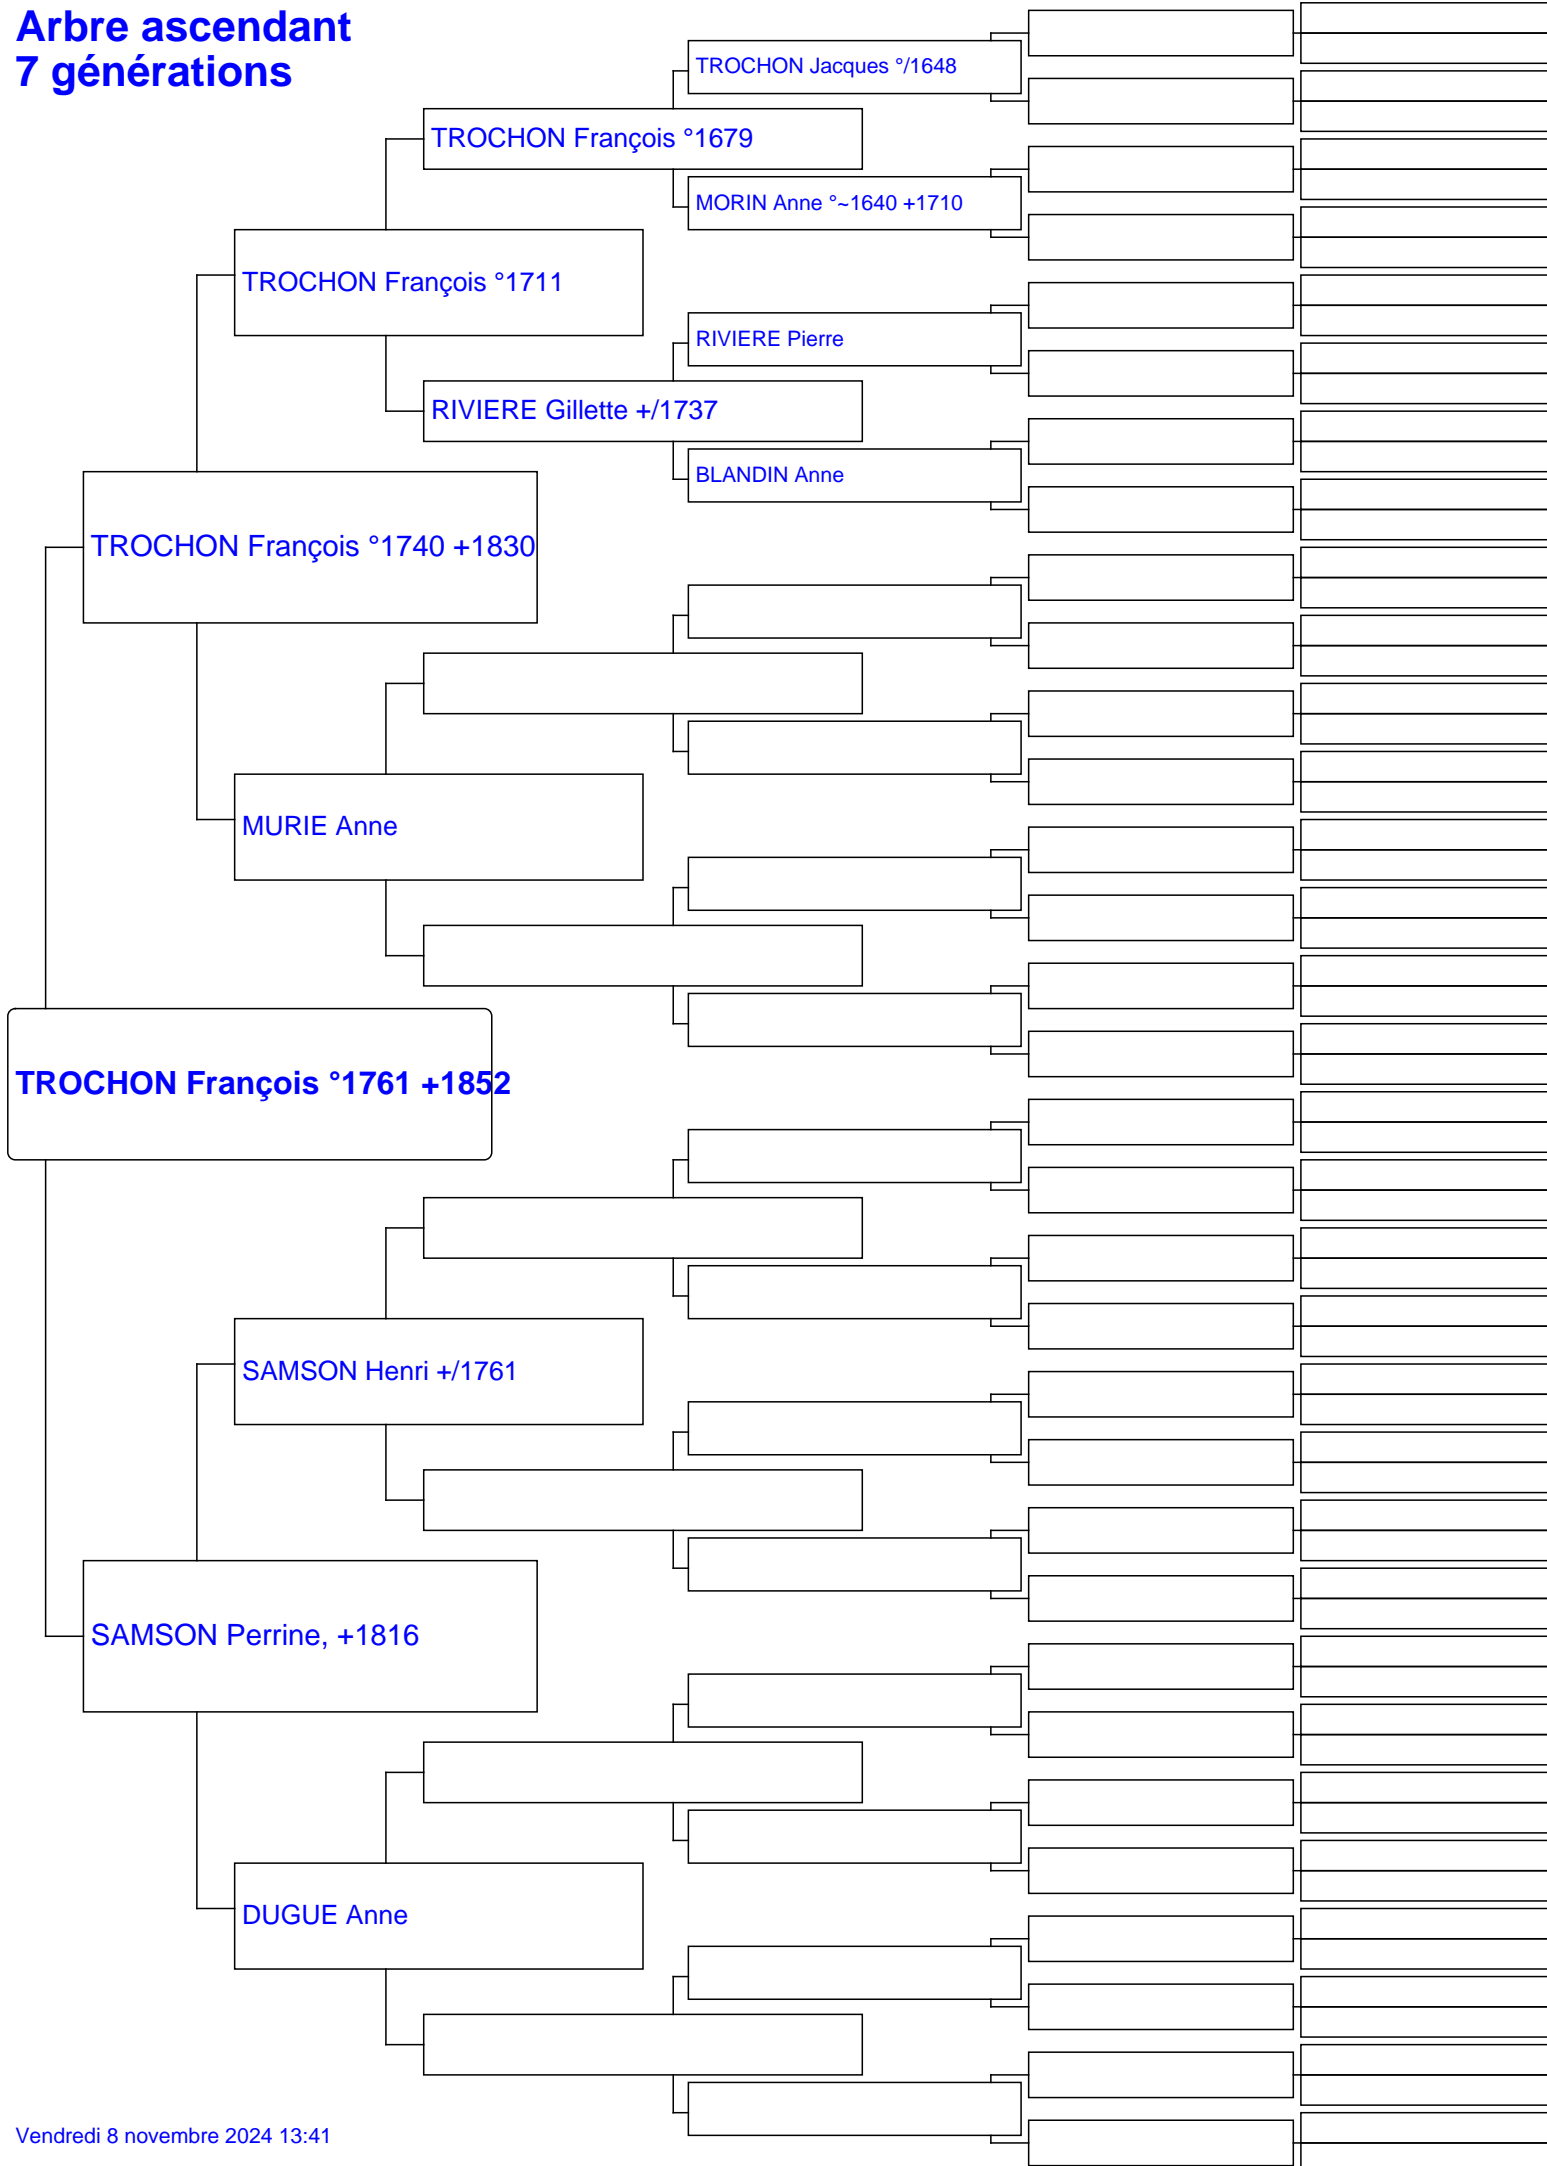 Arbre ascendant
7 générations
TROCHON Jacques °/1648
TROCHON François °1679
MORIN Anne °~1640 +1710
TROCHON François °1711
RIVIERE Pierre
RIVIERE Gillette +/1737
BLANDIN Anne
TROCHON François °1740 +1830
MURIE Anne
TROCHON François °1761 +1852
SAMSON Henri +/1761
SAMSON Perrine, +1816
DUGUE Anne
Vendredi 8 novembre 2024 13:41